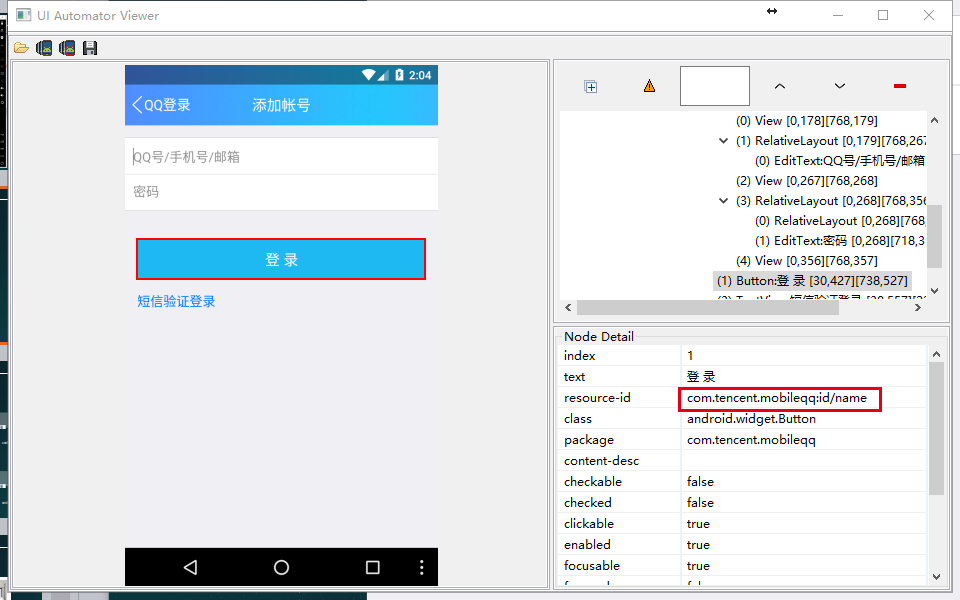 UI Automator Viewer
2:04
QQ登录
添加帐号
QQ号/手机号/邮箱
密码
登 录
短信验证登录
(0) View [0,178][768,179]
(1) RelativeLayout [0,179][768,267
(0) EditText:QQ号/手机号/邮箱
(2) View [0,267][768,268]
(3) RelativeLayout [0,268][768,356
(0) RelativeLayout [0,268][768,
(1) EditText:密码 [0,268][718,3
(4) View [0,356][768,357]
(1) Button:登 录 [30,427][738,527]
Node Detail
index 1
text 登 录
resource-id com.tencent.mobileqq:id/name
class android.widget.Button
package com.tencent.mobileqq
content-desc
checkable false
checked false
clickable true
enabled true
focusable true